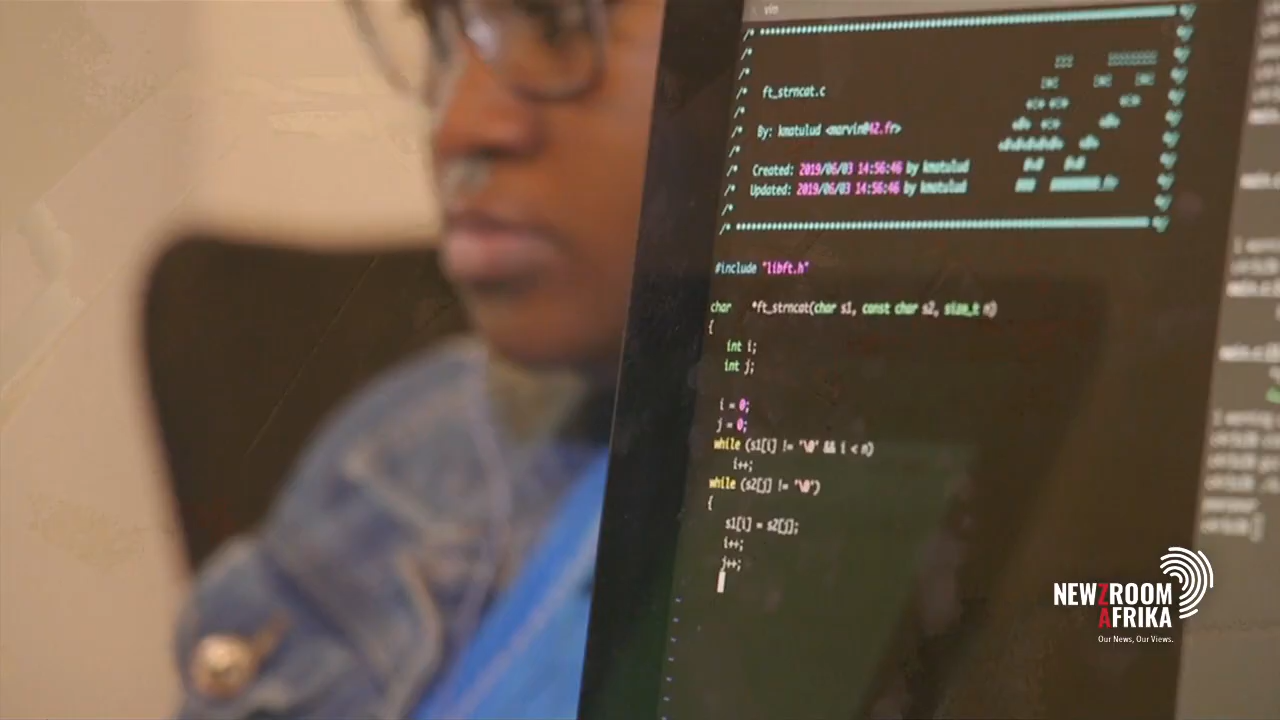 vim
/* ft_strncat.c
/* By: kmatulud <marvin@42.fr>
/* Created: 2019/06/03 14:56:46 by kmatulud
/* Updated: 2019/06/03 14:56:46 by kmatulud
#include "libft.h"
char *ft_strncat(char s1, const char s2, size_t n)
{
int i;
int j;
i = 0;
j = 0;
while (s1[i] != '\0' && i < n)
i++;
while (s2[j] != '\0')
{
s1[i] = s2[j];
i++;
j++;
NEWZROOM
AFRIKA
Our News, Our Views.